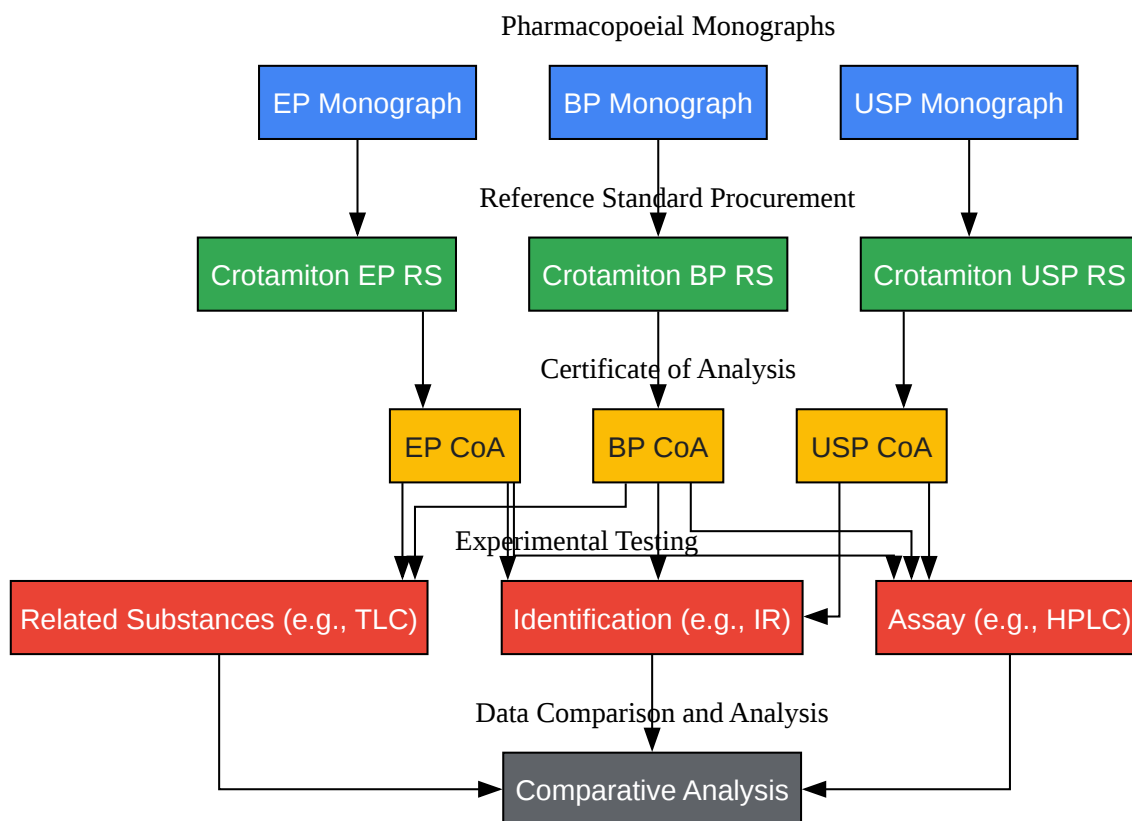 Pharmacopoeial Monographs
EP Monograph
BP Monograph
USP Monograph
Reference Standard Procurement
Crotamiton EP RS
Crotamiton BP RS
Crotamiton USP RS
Certificate of Analysis
EP CoA
BP CoA
USP CoA
Experimental Testing
Related Substances (e.g., TLC)
Identification (e.g., IR)
Assay (e.g., HPLC)
Data Comparison and Analysis
Comparative Analysis